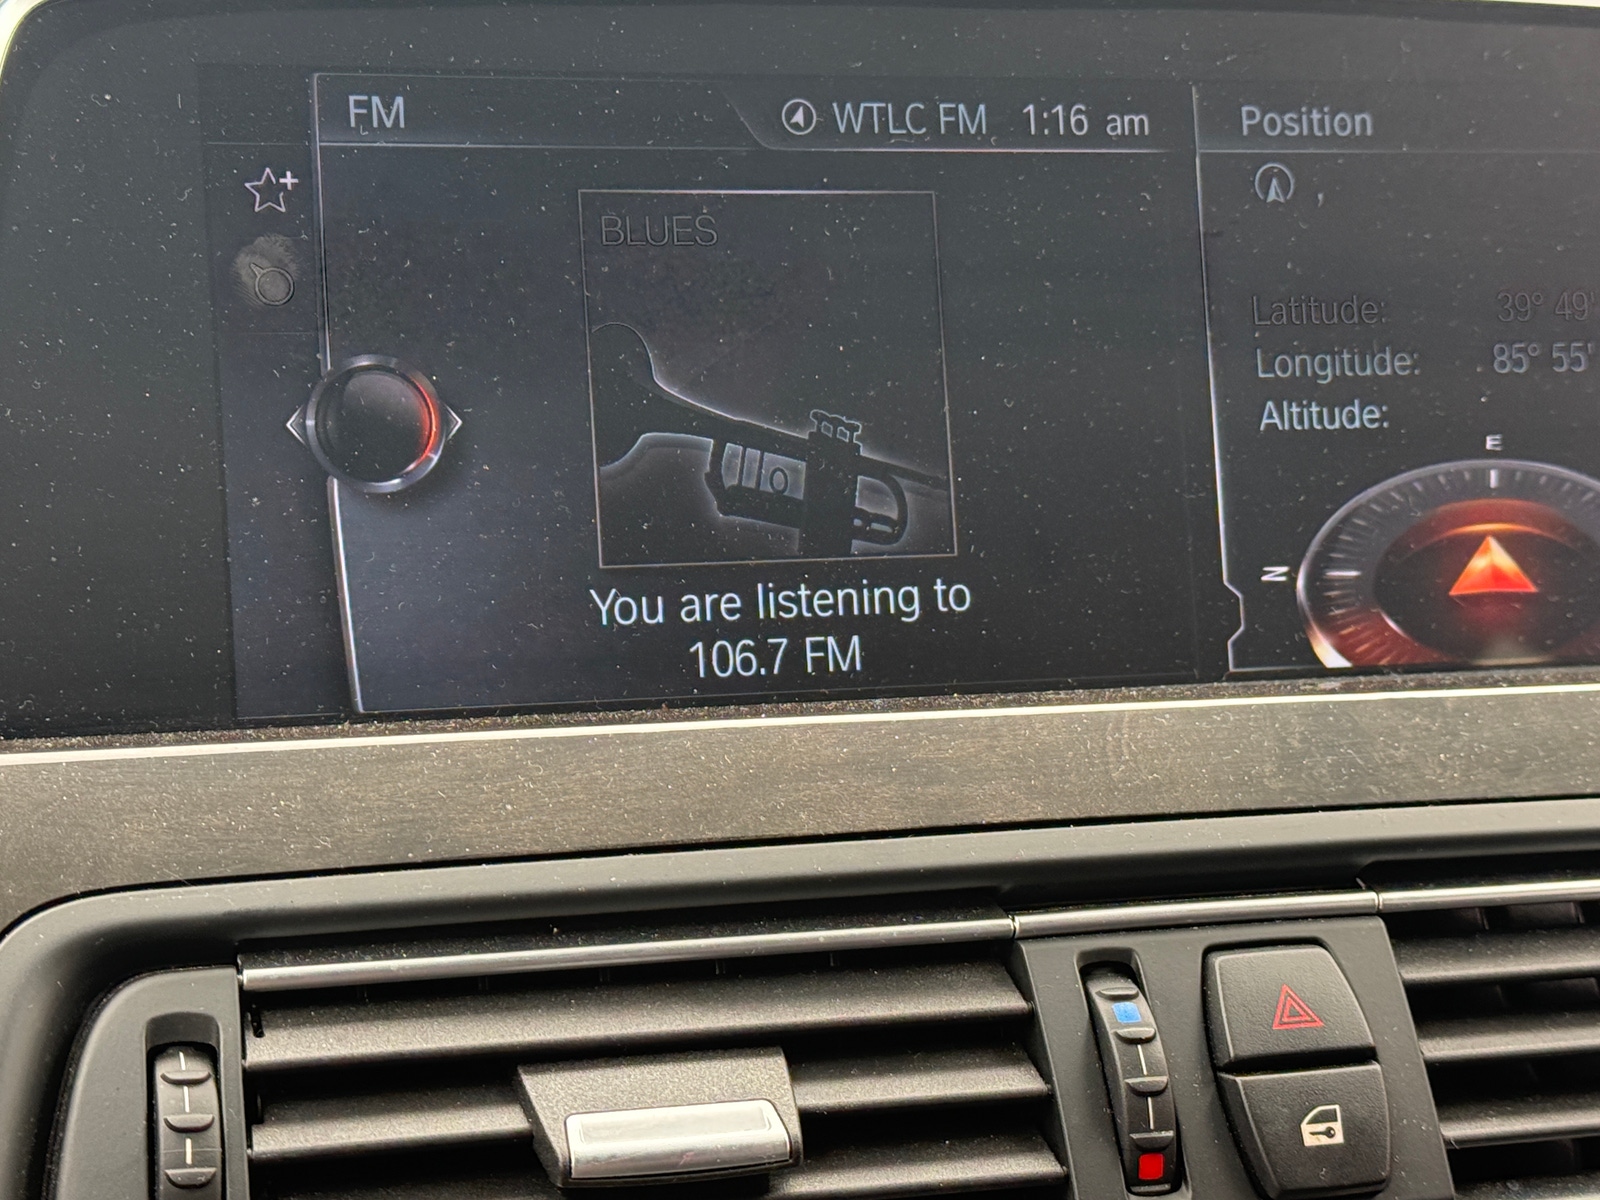 FM
WTLC FM 1:16 am
BLUES
You are listening to
106.7 FM
Position
,
Latitude: 39° 49'
Longitude: 85° 55'
Altitude:
E
N